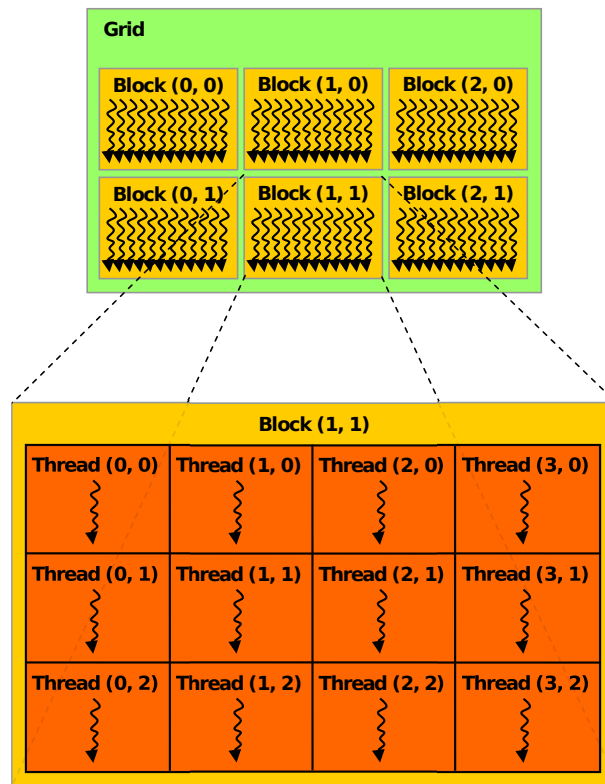 Grid
Block (0, 0) Block (1, 0) Block (2, 0)
Block (0, 1) Block (1, 1) Block (2, 1)
Block (1, 1)
Thread (0, 0) Thread (1, 0) Thread (2, 0) Thread (3, 0)
Thread (0, 1) Thread (1, 1) Thread (2, 1) Thread (3, 1)
Thread (0, 2) Thread (1, 2) Thread (2, 2) Thread (3, 2)